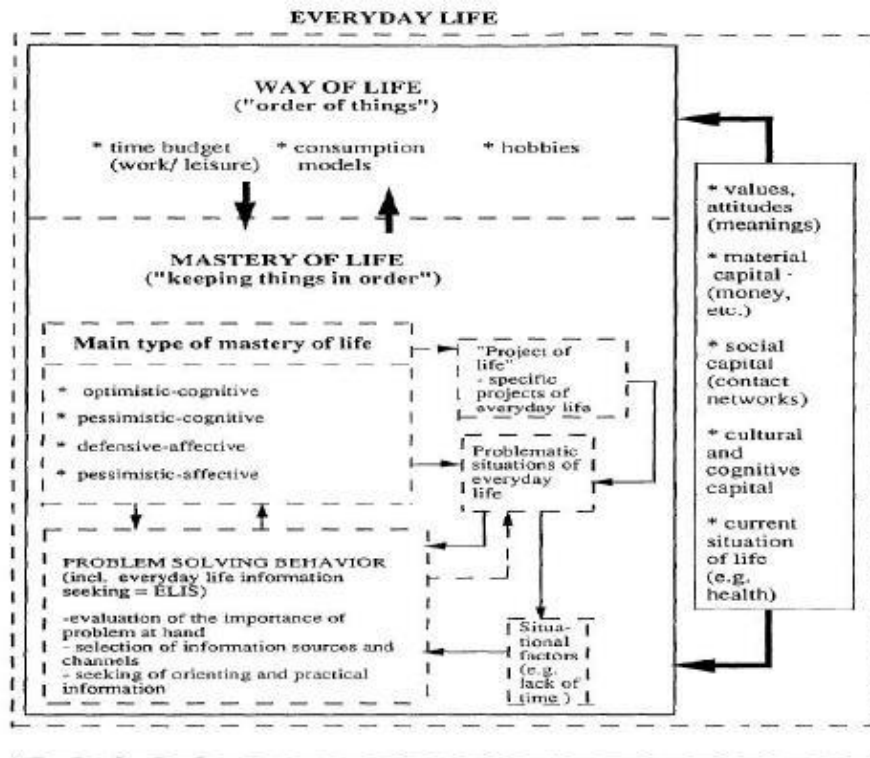 EVERYDAY LIFE
WAY OF LIFE
("order of things")
* time budget
(work/ leisure)
* consumption
models
* hobbies
MASTERY OF LIFE
("keeping things in order")
Main type of mastery of life
* optimistic-cognitive
* pessimistic-cognitive
* defensive-affective
* pessimistic-affective
"Project of
life"
- specific
projects of
everyday life
Problematic
situations of
everyday
life
PROBLEM SOLVING BEHAVIOR
(incl. everyday life information
seeking = ELIS)
-evaluation of the importance of
problem at hand
- selection of information sources and
channels
- seeking of orienting and practical
information
Situa-
tional
factors
(e.g.
lack of
time )
* values,
attitudes
(meanings)
* material
capital -
(money,
etc.)
* social
capital
(contact
networks)
* cultural
and
cognitive
capital
* current
situation
of life
(e.g.
health)